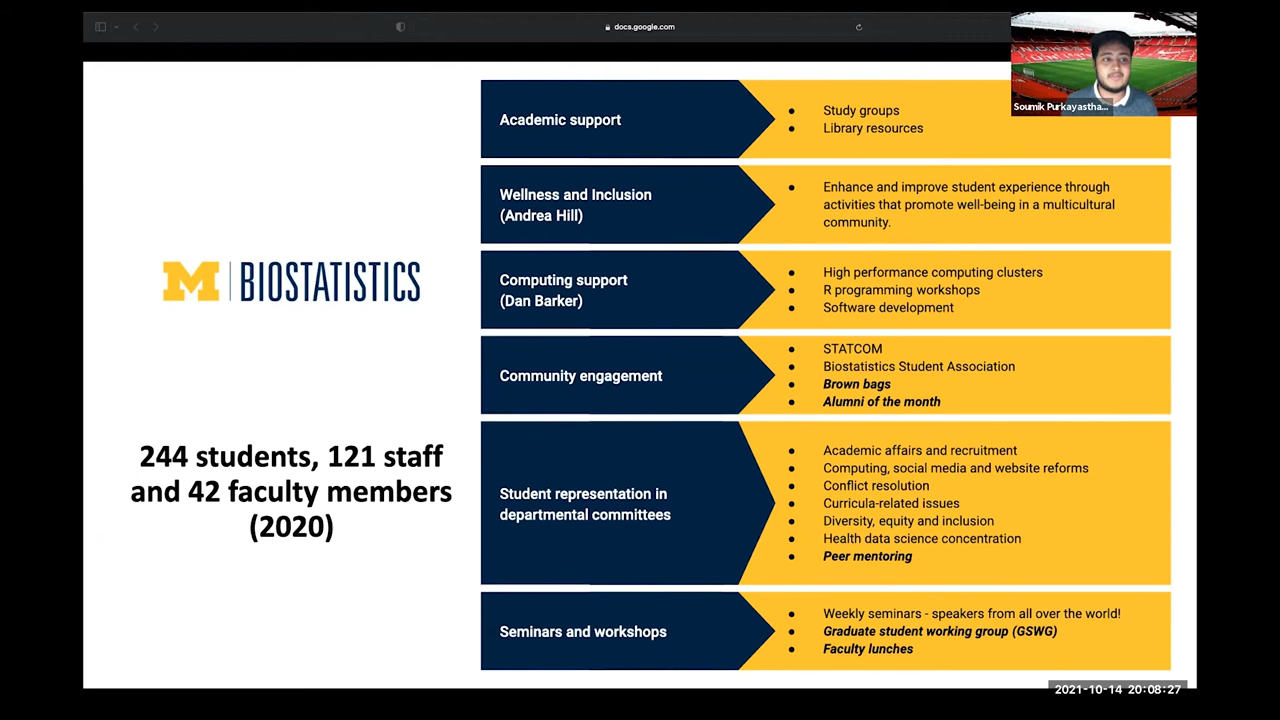 docs.google.com
Soumik Purkayastha...
Academic support
Study groups
Library resources
Wellness and Inclusion
(Andrea Hill)
Enhance and improve student experience through
activities that promote well-being in a multicultural
community.
M BIOSTATISTICS
Computing support
(Dan Barker)
High performance computing clusters
R programming workshops
Software development
Community engagement
STATCOM
Biostatistics Student Association
Brown bags
Alumni of the month
244 students, 121 staff
and 42 faculty members
(2020)
Student representation in
departmental committees
Academic affairs and recruitment
Computing, social media and website reforms
Conflict resolution
Curricula-related issues
Diversity, equity and inclusion
Health data science concentration
Peer mentoring
Seminars and workshops
Weekly seminars - speakers from all over the world!
Graduate student working group (GSWG)
Faculty lunches
2021-10-14 20:08:27